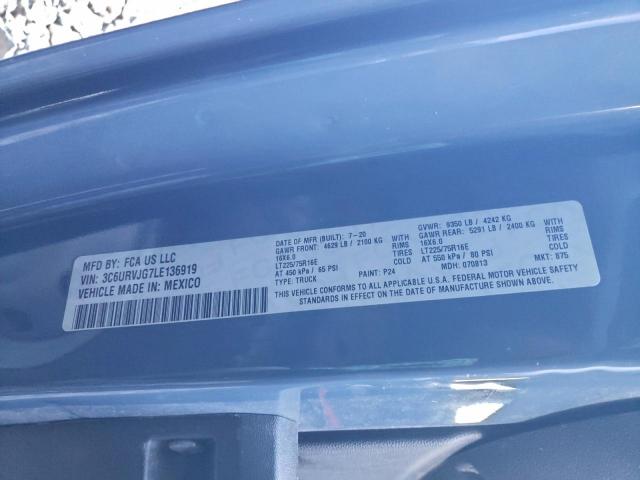 MFD BY: FCA US LLC
VIN: 3C6URVJG7LE136919
VEHICLE MADE IN: MEXICO
DATE OF MFR (BUILT): 7-20
GAWR FRONT: 4629 LB / 2100 KG
16X6.0 RIMS
LT225/75R16E TIRES
AT 450 kPa / 65 PSI COLD
TYPE: TRUCK PAINT: P24
GVWR: 9350 LB / 4242 KG
GAWR REAR: 5291 LB / 2400 KG
16X6.0 RIMS
LT225/75R16E TIRES
AT 550 kPa / 80 PSI COLD
MDH: 070813 MKT: 875
THIS VEHICLE CONFORMS TO ALL APPLICABLE U.S.A. FEDERAL MOTOR VEHICLE SAFETY
STANDARDS IN EFFECT ON THE DATE OF MANUFACTURE SHOWN ABOVE.